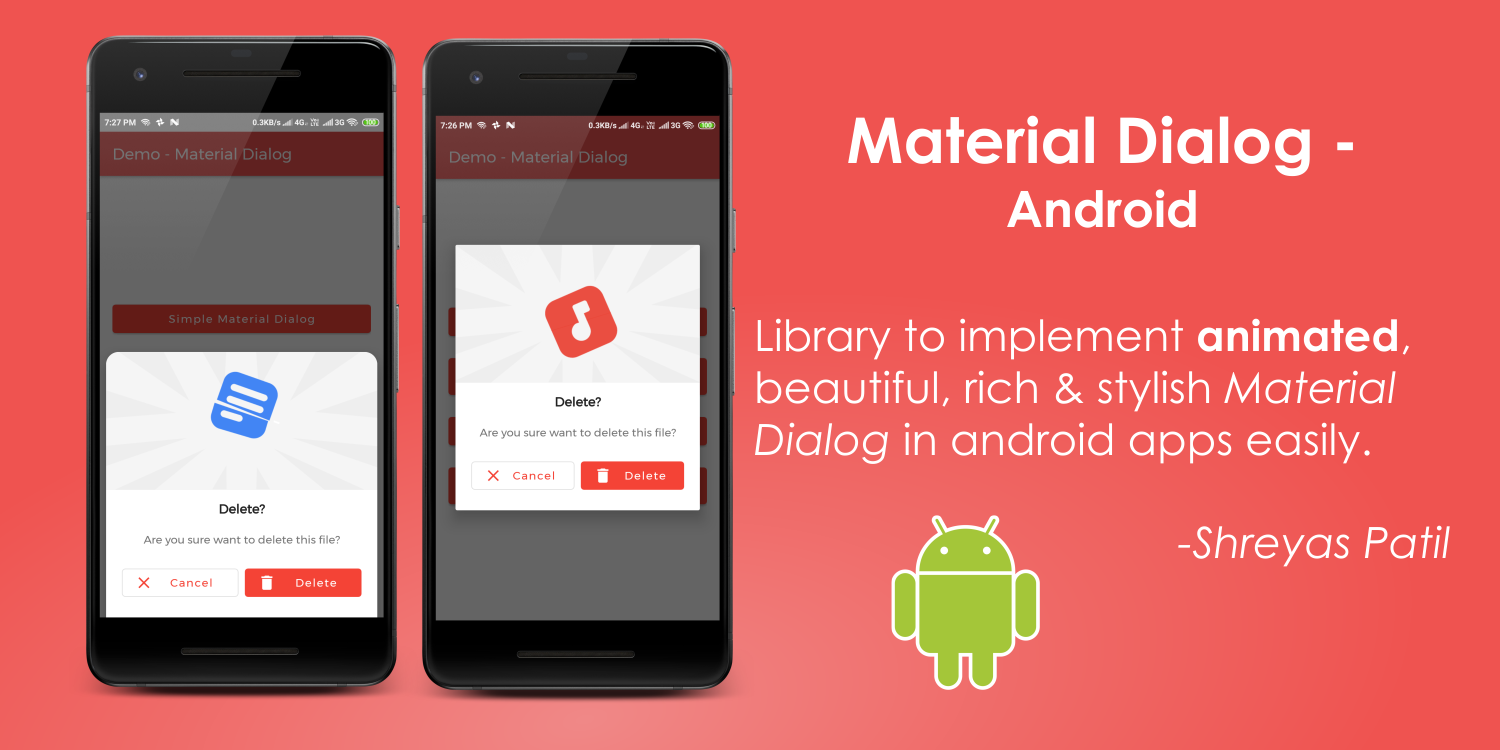 7:27 PM 0.3KB/s 4G+ VoLTE 3G 100
Demo - Material Dialog
Simple Material Dialog
Delete?
Are you sure want to delete this file?
Cancel Delete
7:26 PM 0.3KB/s 4G+ VoLTE 3G 100
Demo - Material Dialog
Delete?
Are you sure want to delete this file?
Cancel Delete
Material Dialog -
Android
Library to implement animated,
beautiful, rich & stylish Material
Dialog in android apps easily.
-Shreyas Patil